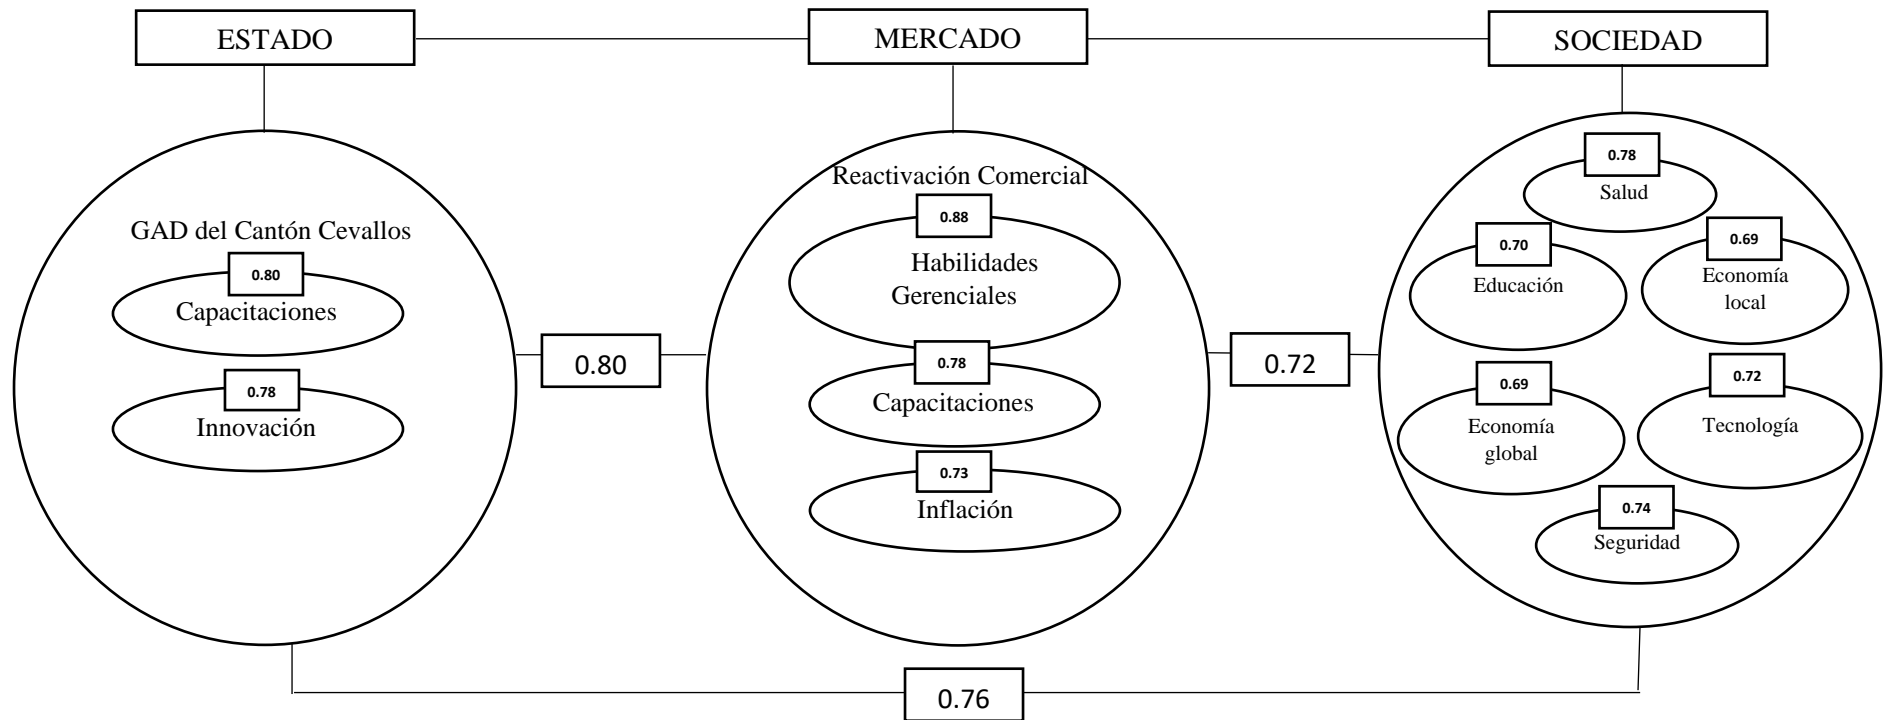 ESTADO
MERCADO
SOCIEDAD
GAD del Cantón Cevallos
0.80
Capacitaciones
0.78
Innovación
0.80
Reactivación Comercial
0.88
Habilidades
Gerenciales
0.78
Capacitaciones
0.73
Inflación
0.72
0.78
Salud
0.70
Educación
0.69
Economía
local
0.69
Economía
global
0.72
Tecnología
0.74
Seguridad
0.76